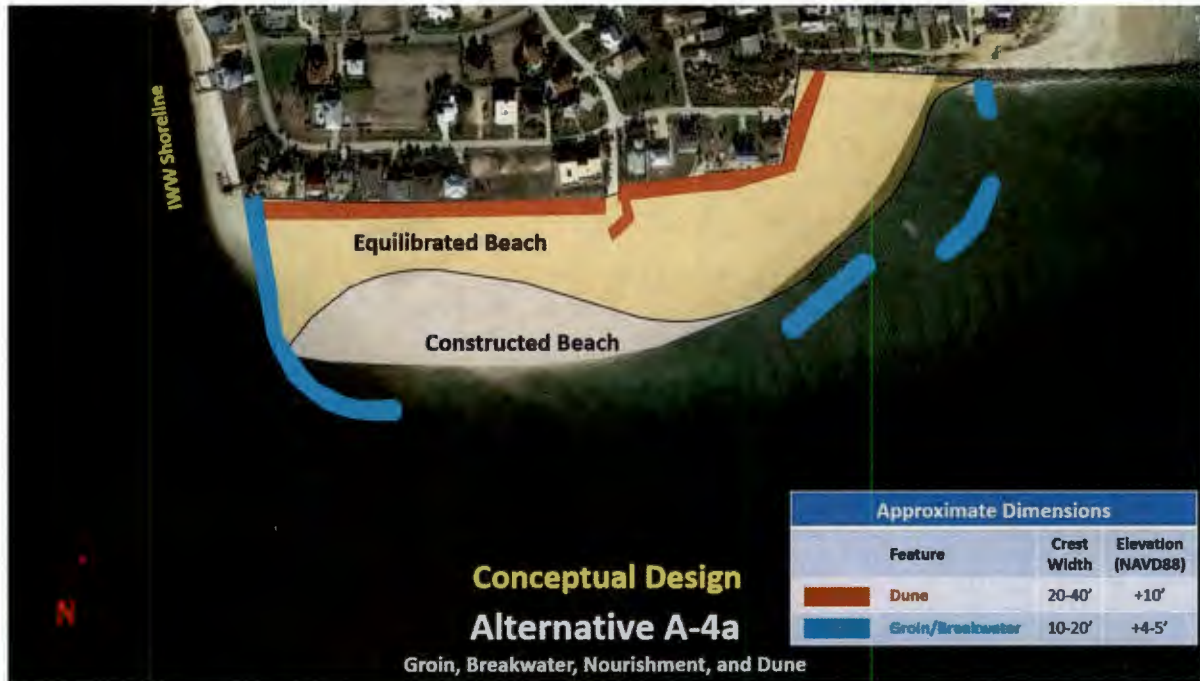 IWW Shoreline
Equilibrated Beach
Constructed Beach
Conceptual Design
Alternative A-4a
Groin, Breakwater, Nourishment, and Dune
N
Approximate Dimensions
Feature Crest Width Elevation (NAVD88)
Dune 20-40' +10'
Groin/Breakwater 10-20' +4-5'